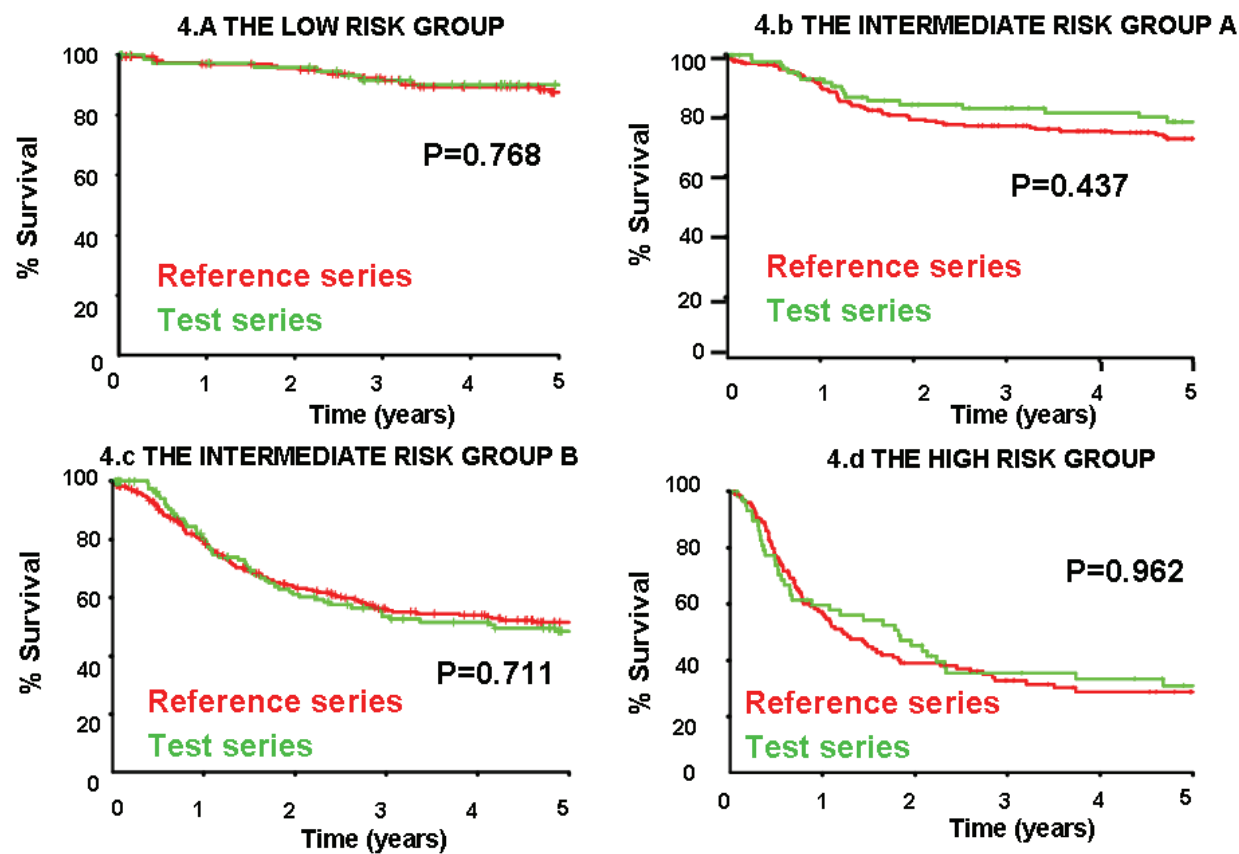 4.A THE LOW RISK GROUP
100
80
60
40
20
0
% Survival
P=0.768
Reference series
Test series
0 1 2 3 4 5
Time (years)
4.b THE INTERMEDIATE RISK GROUP A
100
80
60
40
20
0
% Survival
P=0.437
Reference series
Test series
0 1 2 3 4 5
Time (years)
4.c THE INTERMEDIATE RISK GROUP B
100
80
60
40
20
0
% Survival
P=0.711
Reference series
Test series
0 1 2 3 4 5
Time (years)
4.d THE HIGH RISK GROUP
100
80
60
40
20
0
% Survival
P=0.962
Reference series
Test series
0 1 2 3 4 5
Time (years)